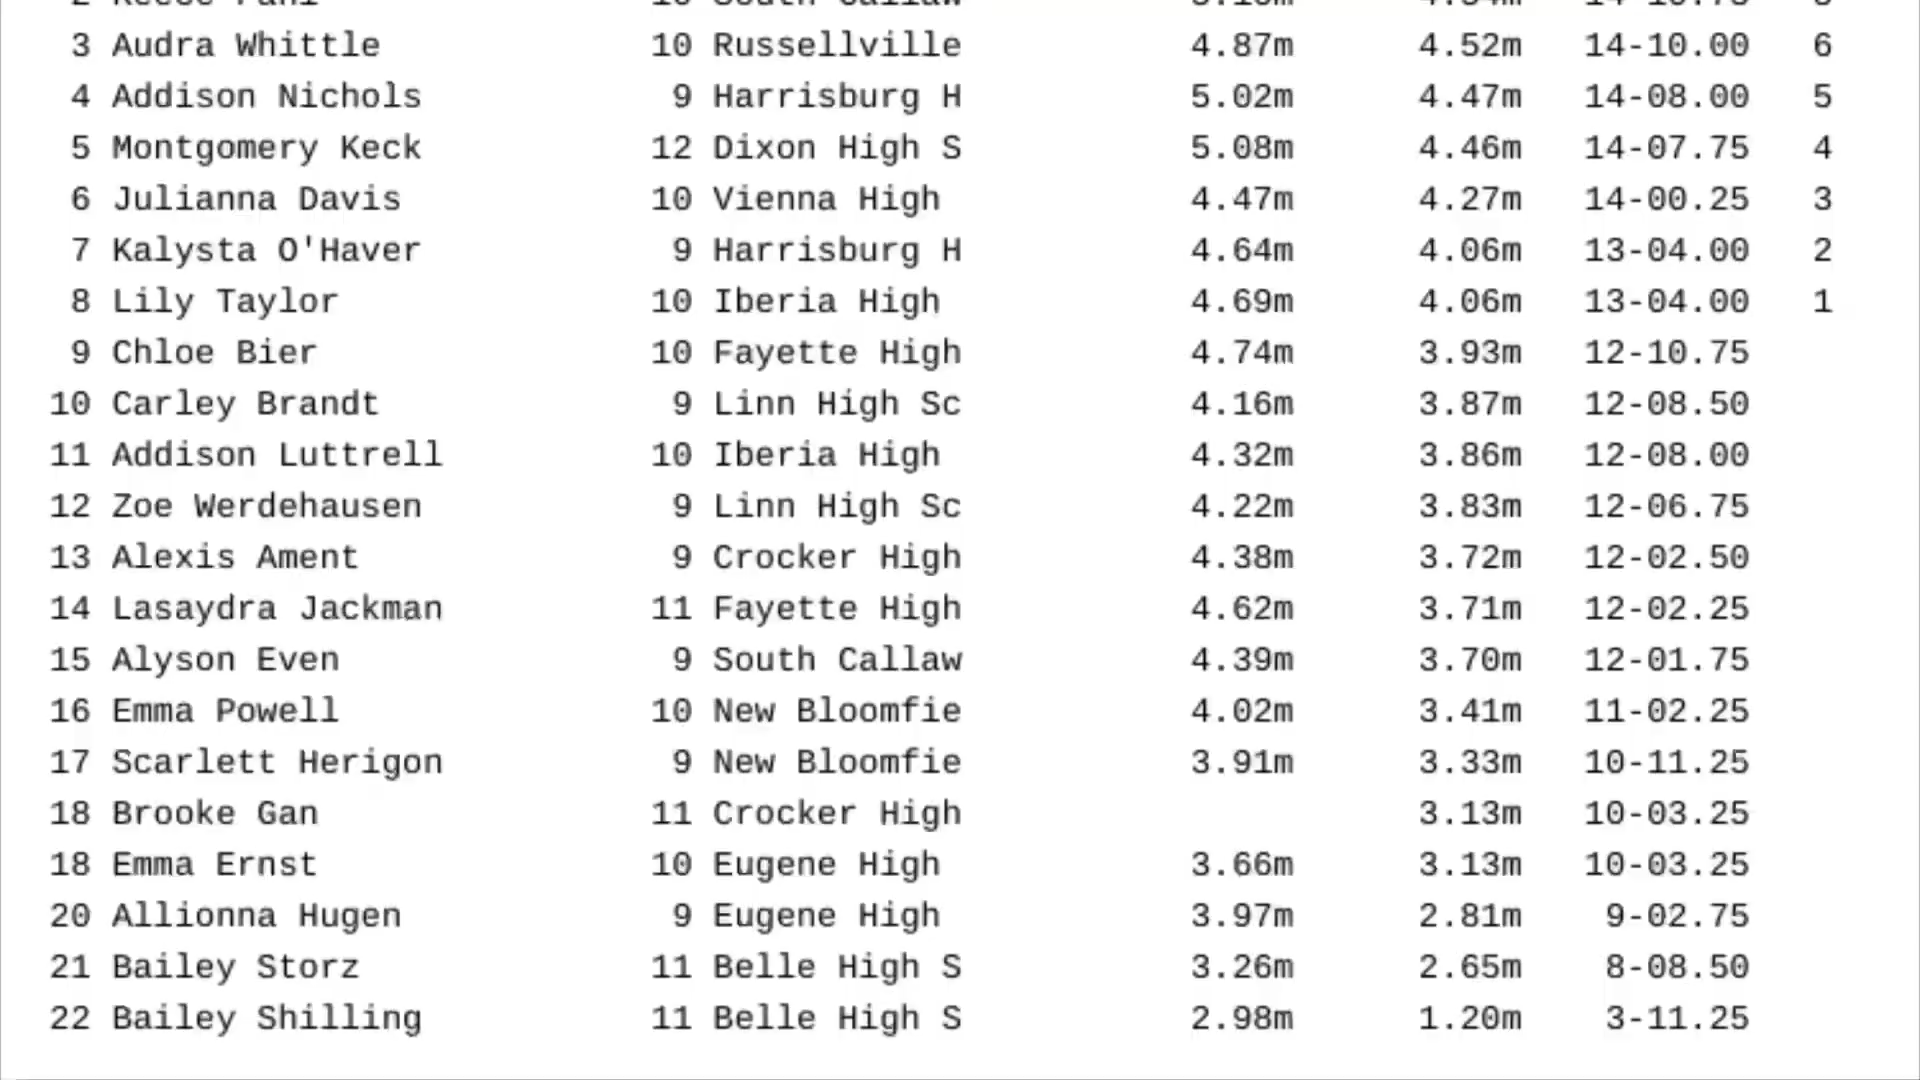 3 Audra Whittle 10 Russellville 4.87m 4.52m 14-10.00 6
4 Addison Nichols 9 Harrisburg H 5.02m 4.47m 14-08.00 5
5 Montgomery Keck 12 Dixon High S 5.08m 4.46m 14-07.75 4
6 Julianna Davis 10 Vienna High 4.47m 4.27m 14-00.25 3
7 Kalysta O'Haver 9 Harrisburg H 4.64m 4.06m 13-04.00 2
8 Lily Taylor 10 Iberia High 4.69m 4.06m 13-04.00 1
9 Chloe Bier 10 Fayette High 4.74m 3.93m 12-10.75
10 Carley Brandt 9 Linn High Sc 4.16m 3.87m 12-08.50
11 Addison Luttrell 10 Iberia High 4.32m 3.86m 12-08.00
12 Zoe Werdehausen 9 Linn High Sc 4.22m 3.83m 12-06.75
13 Alexis Ament 9 Crocker High 4.38m 3.72m 12-02.50
14 Lasaydra Jackman 11 Fayette High 4.62m 3.71m 12-02.25
15 Alyson Even 9 South Callaw 4.39m 3.70m 12-01.75
16 Emma Powell 10 New Bloomfie 4.02m 3.41m 11-02.25
17 Scarlett Herigon 9 New Bloomfie 3.91m 3.33m 10-11.25
18 Brooke Gan 11 Crocker High 3.13m 10-03.25
18 Emma Ernst 10 Eugene High 3.66m 3.13m 10-03.25
20 Allionna Hugen 9 Eugene High 3.97m 2.81m 9-02.75
21 Bailey Storz 11 Belle High S 3.26m 2.65m 8-08.50
22 Bailey Shilling 11 Belle High S 2.98m 1.20m 3-11.25